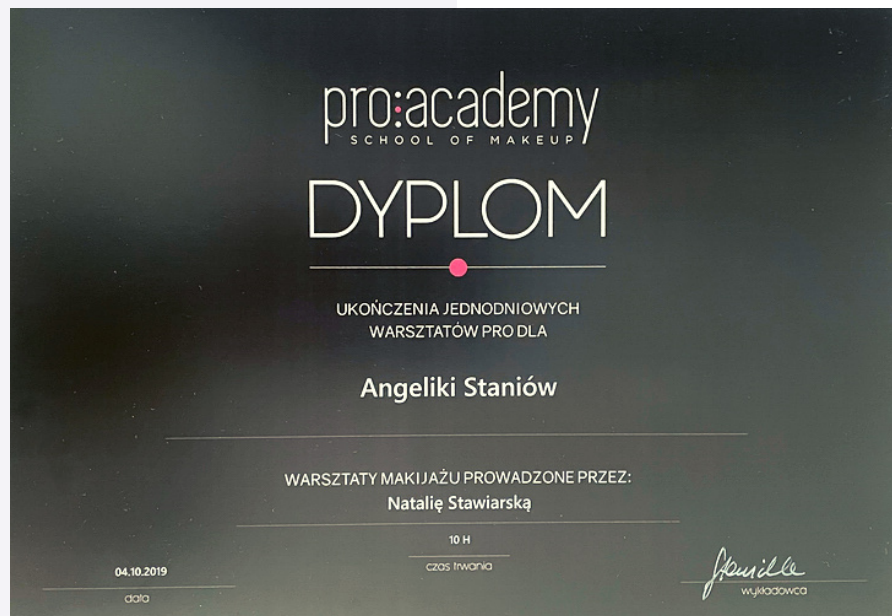 pro:academy
SCHOOL OF MAKEUP
DYPLOM
UKOŃCZENIA JEDNODNIOWYCH
WARSZTATÓW PRO DLA
Angeliki Staniów
WARSZTATY MAKIJAŻU PROWADZONE PRZEZ:
Natalię Stawiarską
10 H
czas trwania
04.10.2019
data
wykładowca